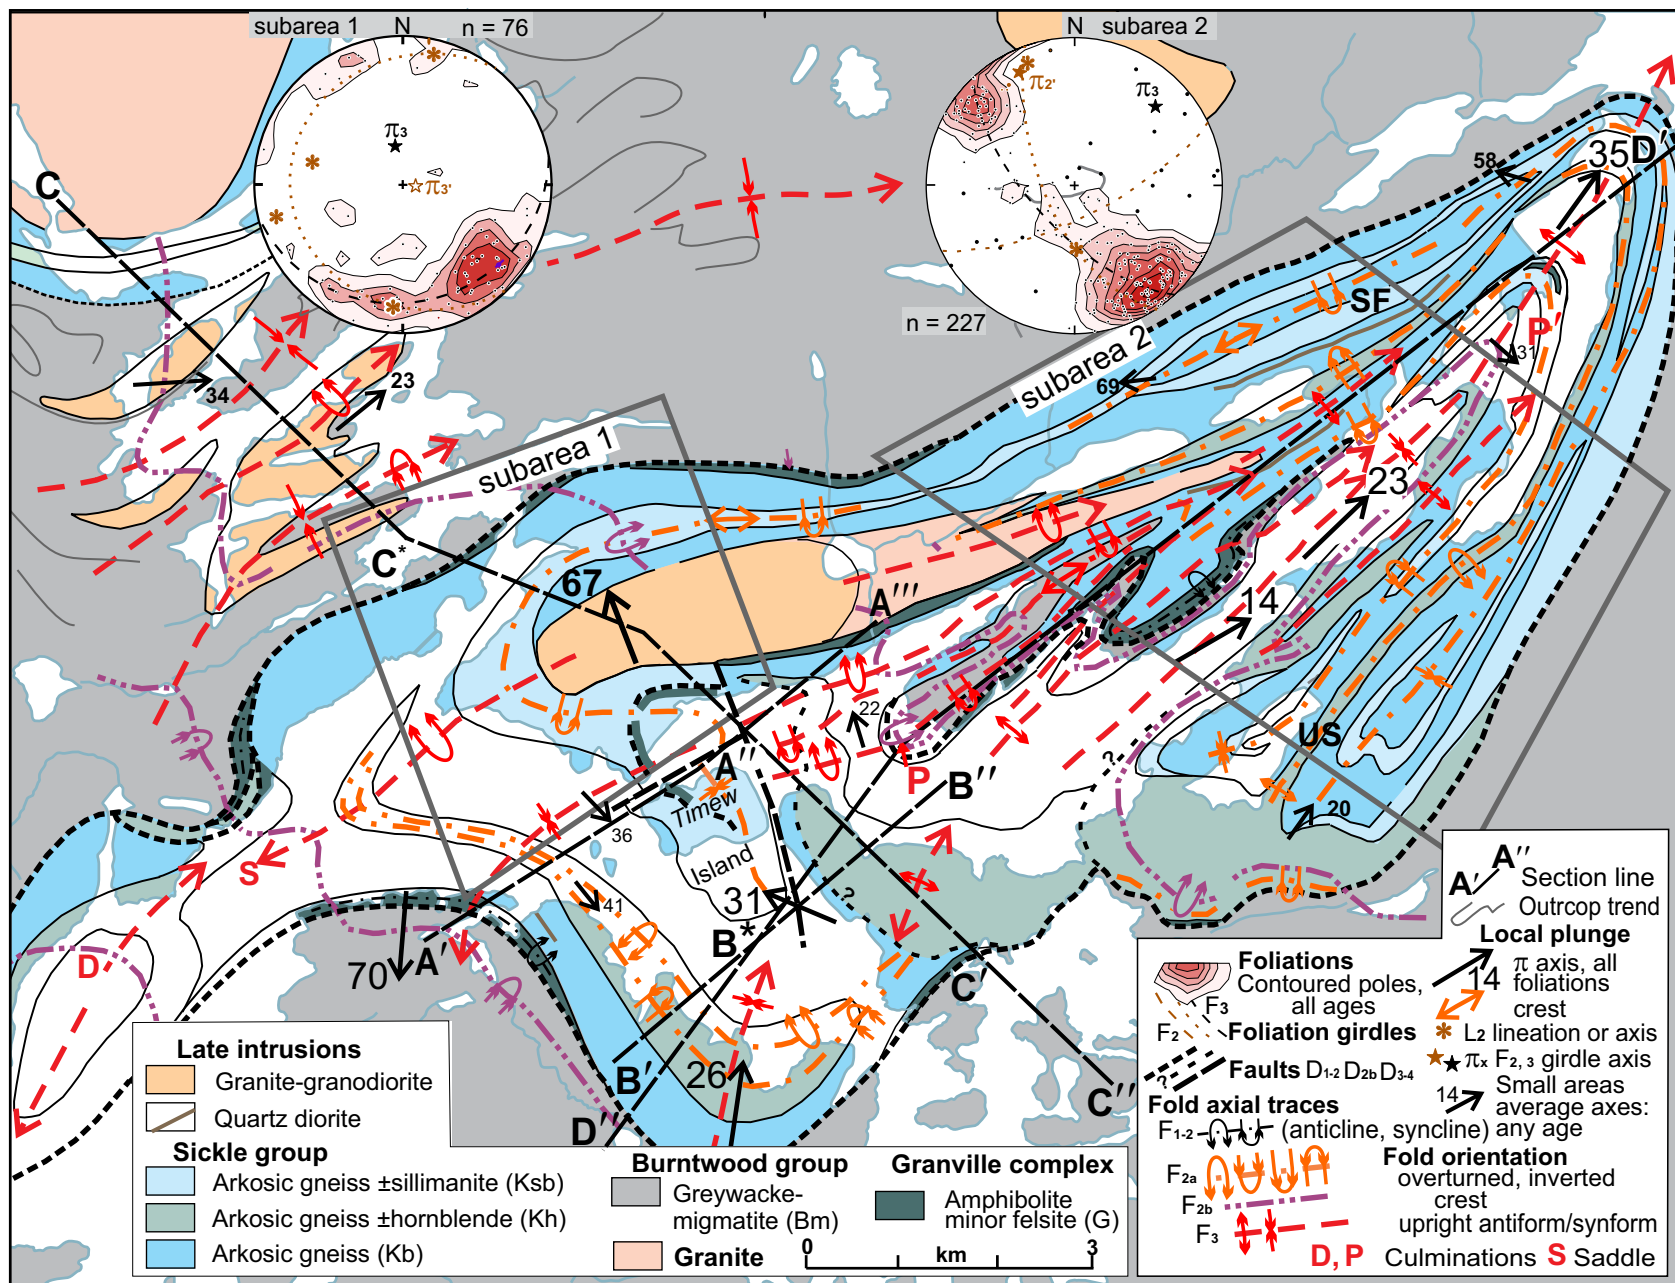 subarea 1 N n = 76
N subarea 2
π3
π3'
π2'
π3
n = 227
C
35 D'
58
SF
34
23
69
P'
31
subarea 2
subarea 1
23
C*
67
A'''
14
22
US
A''
P
B''
Timew
Island
36
20
S
41
31
?
?
B*
D
70
A'
C'
26
B'
D''
C''
Late intrusions
Granite-granodiorite
Quartz diorite
Sickle group
Arkosic gneiss ±sillimanite (Ksb)
Arkosic gneiss ±hornblende (Kh)
Arkosic gneiss (Kb)
Burntwood group
Greywacke-
migmatite (Bm)
Granite
Granville complex
Amphibolite
minor felsite (G)
0 km 3
A' A'' Section line
Outrcop trend
Local plunge
14 π axis, all
foliations
crest
L2 lineation or axis
πx F2, 3 girdle axis
14 Small areas
average axes:
any age
Foliations
Contoured poles,
all ages
F3
F2 Foliation girdles
? Faults D1-2 D2b D3-4
Fold axial traces
F1-2 (anticline, syncline)
Fold orientation
F2a overturned, inverted
crest
F2b
upright antiform/synform
F3
D, P Culminations S Saddle